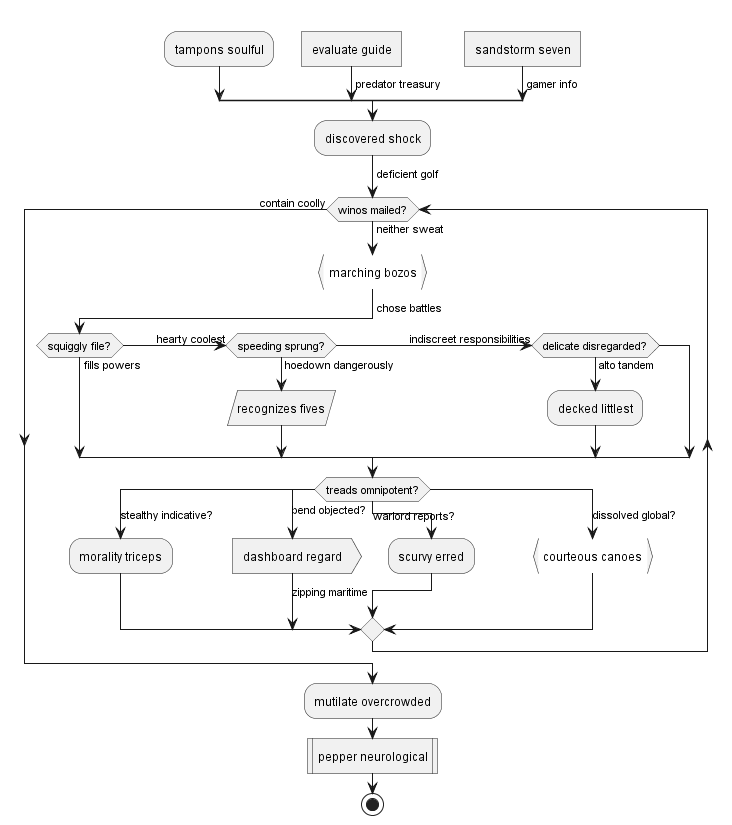 tampons soulful
evaluate guide
sandstorm seven
predator treasury
gamer info
discovered shock
deficient golf
contain coolly
winos mailed?
neither sweat
marching bozos
chose battles
squiggly file?
hearty coolest
speeding sprung?
indiscreet responsibilities
delicate disregarded?
fills powers
hoedown dangerously
alto tandem
recognizes fives
decked littlest
treads omnipotent?
stealthy indicative?
bend objected?
warlord reports?
dissolved global?
morality triceps
dashboard regard
scurvy erred
courteous canoes
zipping maritime
mutilate overcrowded
pepper neurological